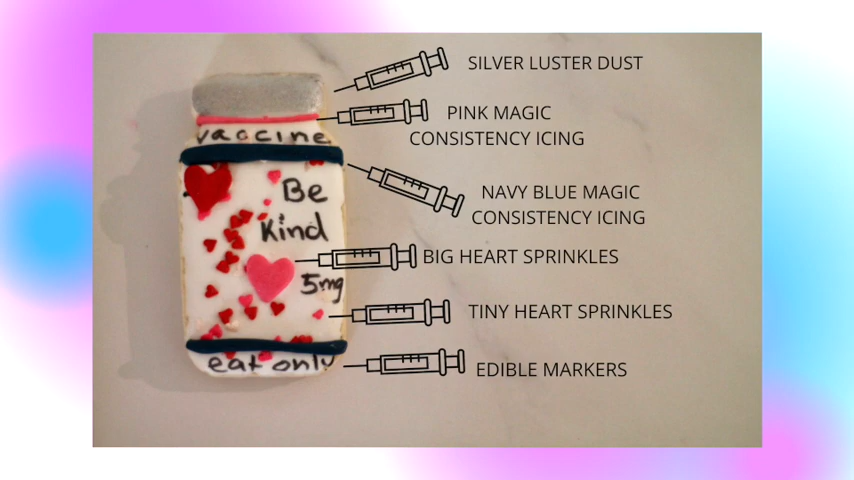 SILVER LUSTER DUST
PINK MAGIC
CONSISTENCY ICING
vaccine
NAVY BLUE MAGIC
CONSISTENCY ICING
Be
Kind
BIG HEART SPRINKLES
5mg
TINY HEART SPRINKLES
eat only
EDIBLE MARKERS